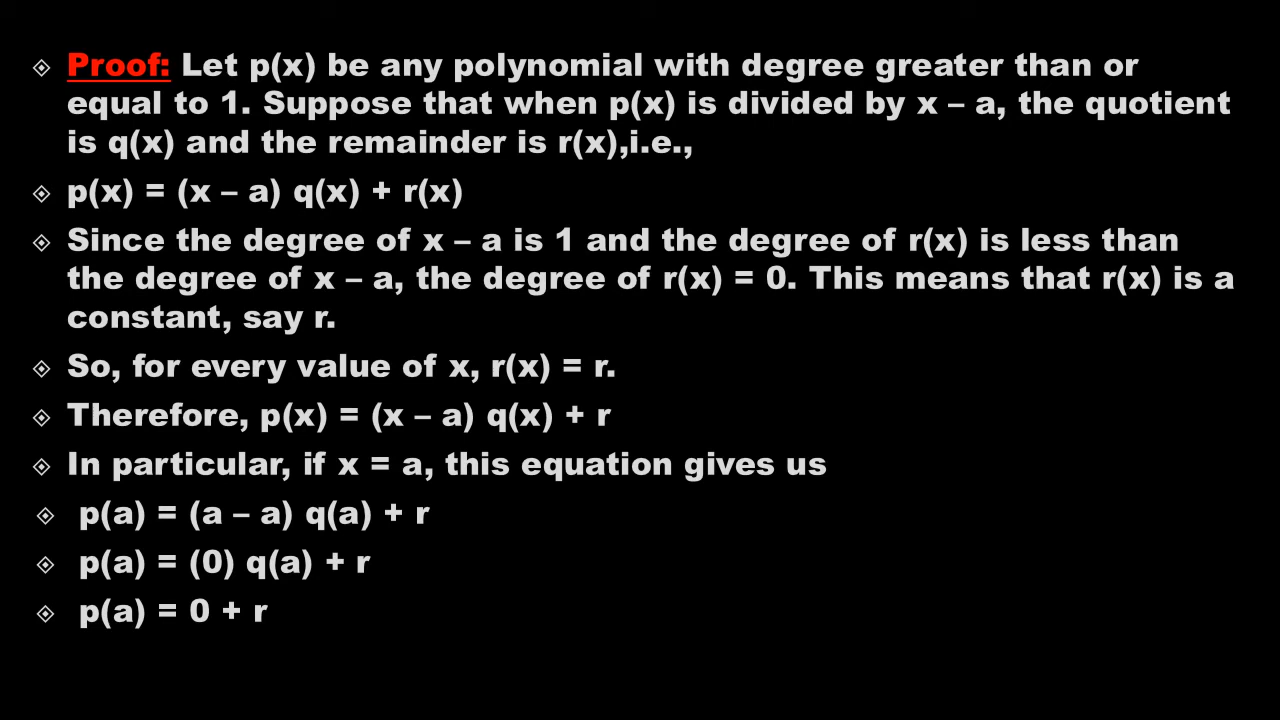 Proof: Let p(x) be any polynomial with degree greater than or
equal to 1. Suppose that when p(x) is divided by x – a, the quotient
is q(x) and the remainder is r(x),i.e.,
p(x) = (x – a) q(x) + r(x)
Since the degree of x – a is 1 and the degree of r(x) is less than
the degree of x – a, the degree of r(x) = 0. This means that r(x) is a
constant, say r.
So, for every value of x, r(x) = r.
Therefore, p(x) = (x – a) q(x) + r
In particular, if x = a, this equation gives us
p(a) = (a – a) q(a) + r
p(a) = (0) q(a) + r
p(a) = 0 + r